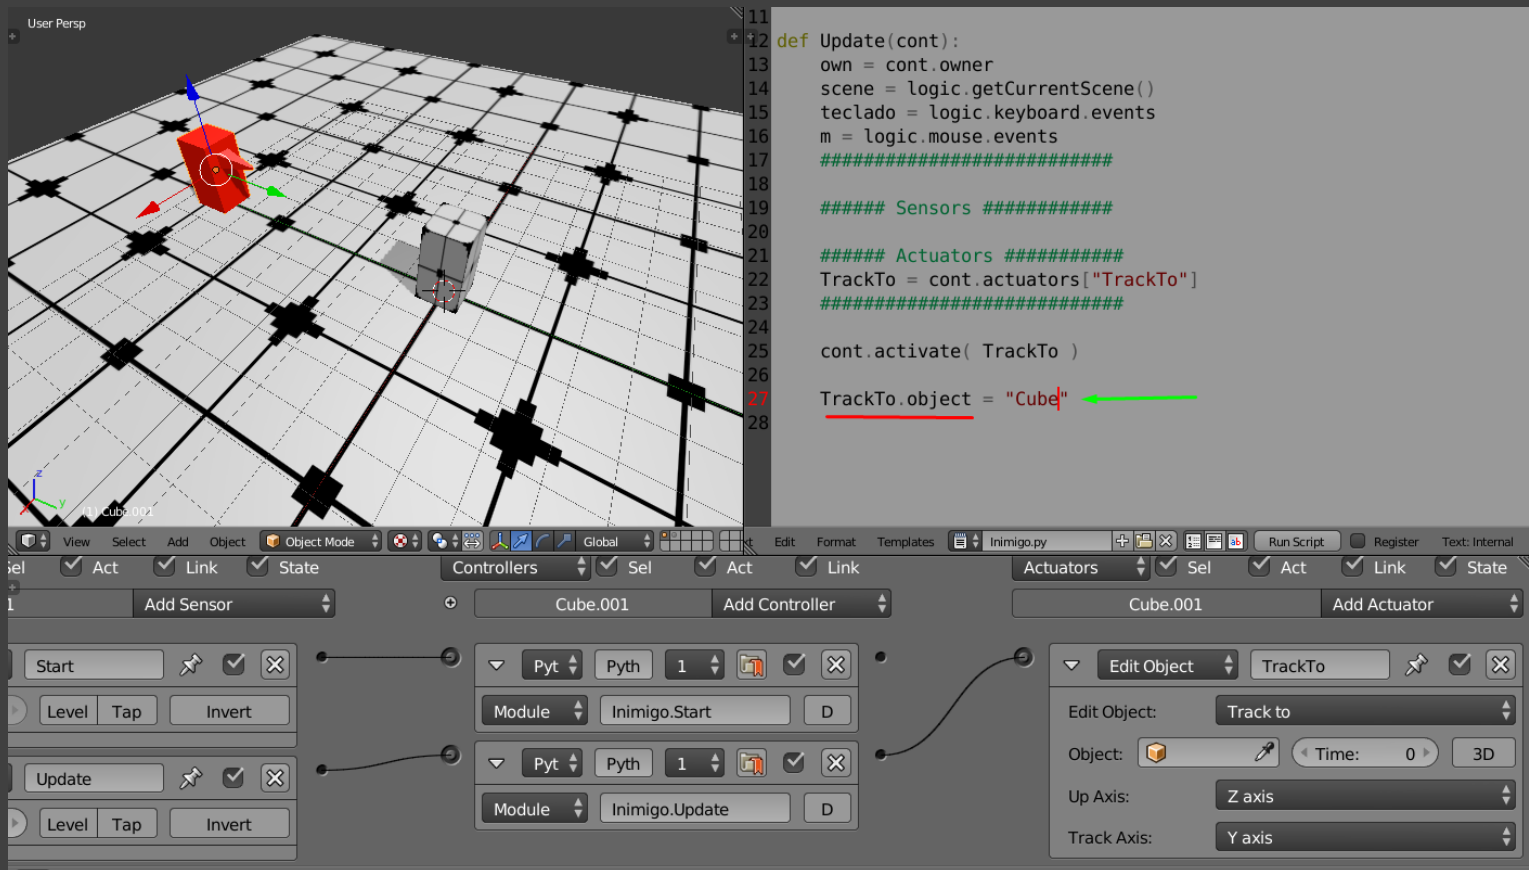 User Persp
11
12 def Update(cont):
13 own = cont.owner
14 scene = logic.getCurrentScene()
15 teclado = logic.keyboard.events
16 m = logic.mouse.events
17 ###########################
18
19 ###### Sensors ############
20
21 ###### Actuators ###########
22 TrackTo = cont.actuators["TrackTo"]
23 ############################
24
25 cont.activate( TrackTo )
26
27 TrackTo.object = "Cube"
28
z
y
(1) Cube.001
View Select Add Object Object Mode Global
Edit Format Templates Inimigo.py Run Script Register Text: Internal
Sel Act Link State Controllers Sel Act Link Actuators Sel Act Link State
1 Add Sensor Cube.001 Add Controller Cube.001 Add Actuator
Start Pyt Pyth 1 Edit Object TrackTo
Level Tap Invert Module Inimigo.Start D Edit Object: Track to
Object: Time: 0 3D
Update Pyt Pyth 1
Up Axis: Z axis
Level Tap Invert Module Inimigo.Update D
Track Axis: Y axis